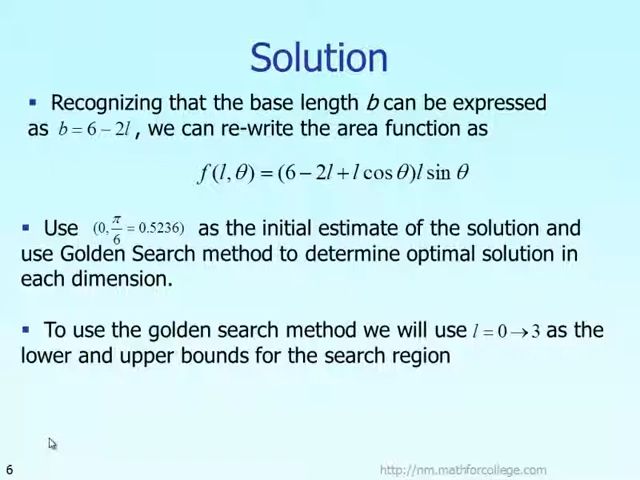 Solution
▪ Recognizing that the base length b can be expressed
as b = 6 − 2l , we can re-write the area function as
f(l,θ) = (6 − 2l + l cosθ)l sin θ
▪ Use (0, π/6 = 0.5236) as the initial estimate of the solution and
use Golden Search method to determine optimal solution in
each dimension.
▪ To use the golden search method we will use l = 0 → 3 as the
lower and upper bounds for the search region
6
http://nm.mathforcollege.com